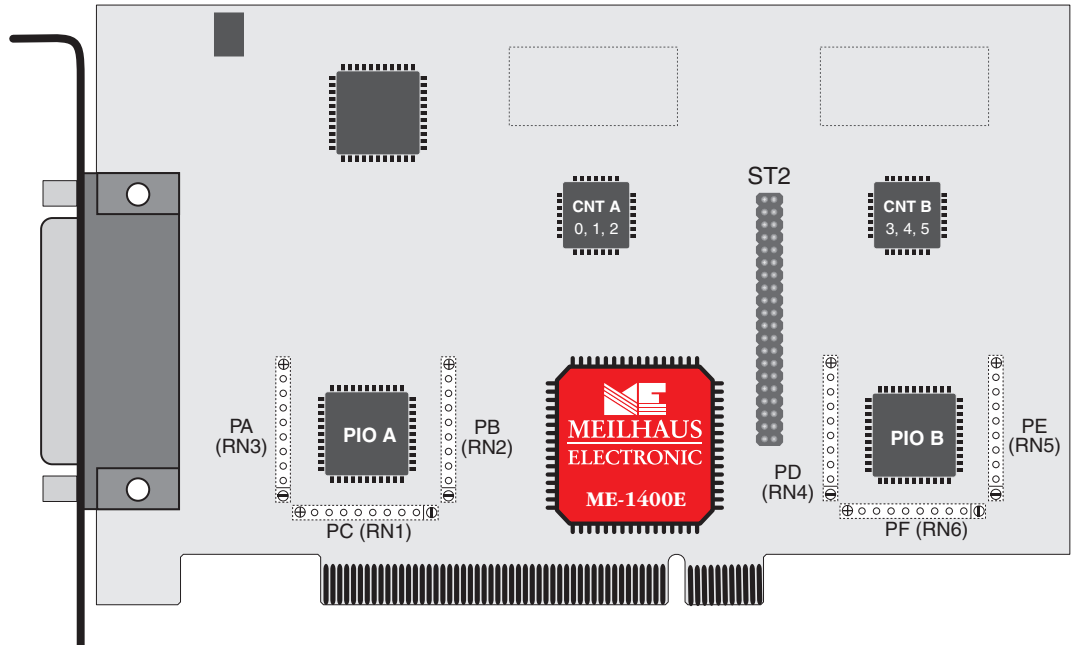 ST2
CNT A
0, 1, 2
CNT B
3, 4, 5
PA
(RN3)
PIO A
PB
(RN2)
PC (RN1)
ME
MEILHAUS
ELECTRONIC
ME-1400E
PD
(RN4)
PIO B
PE
(RN5)
PF (RN6)